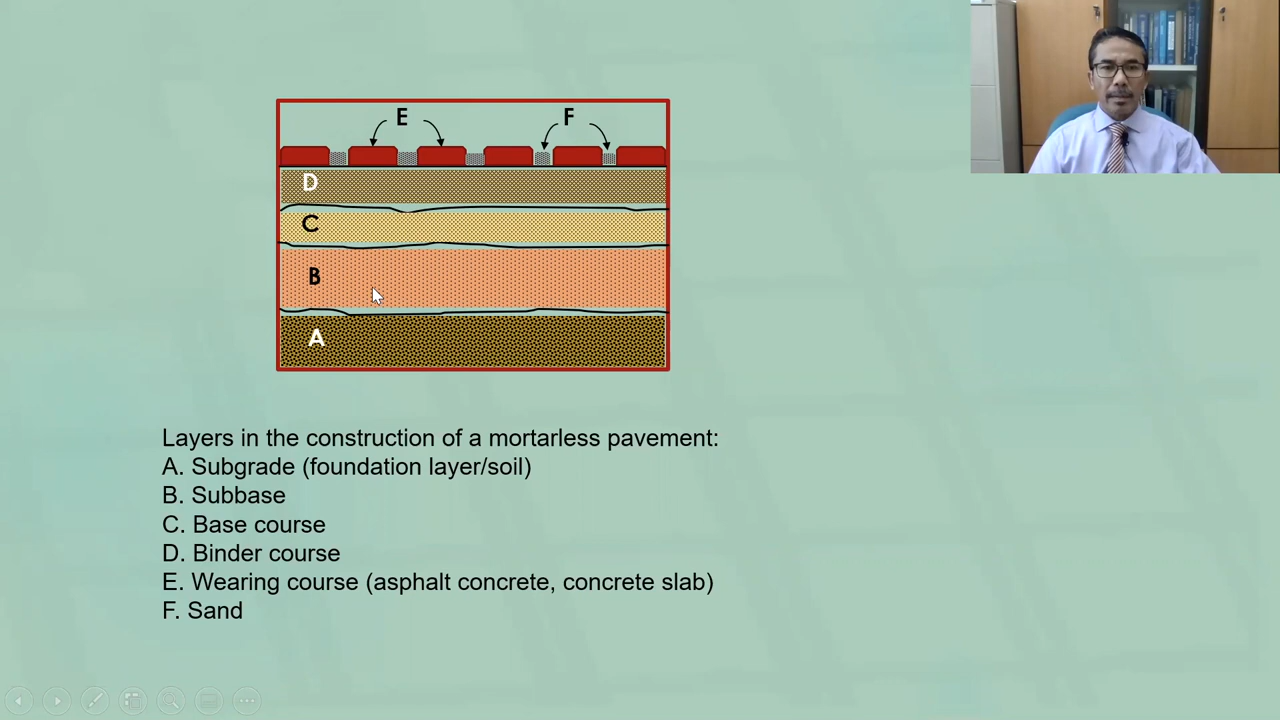 E F
D
C
B
A
Layers in the construction of a mortarless pavement:
A. Subgrade (foundation layer/soil)
B. Subbase
C. Base course
D. Binder course
E. Wearing course (asphalt concrete, concrete slab)
F. Sand